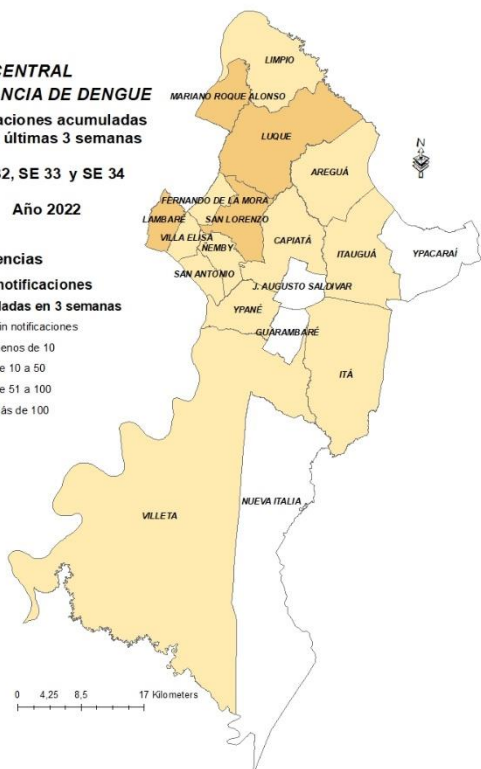 CENTRAL
NCIA DE DENGUE
aciones acumuladas
últimas 3 semanas
2, SE 33 y SE 34
Año 2022
encias
notificaciones
ladas en 3 semanas
in notificaciones
enos de 10
e 10 a 50
e 51 a 100
ás de 100
LIMPIO
MARIANO ROQUE ALONSO
LUQUE
N
AREGUÁ
FERNANDO DE LA MORA
LAMBARÉ
SAN LORENZO
VILLA ELISA
ÑEMBY
CAPIATÁ
ITAUGUÁ
YPACARAÍ
SAN ANTONIO
J. AUGUSTO SALDIVAR
YPANÉ
GUARAMBARÉ
ITÁ
NUEVA ITALIA
VILLETA
0 4,25 8,5 17 Kilometers